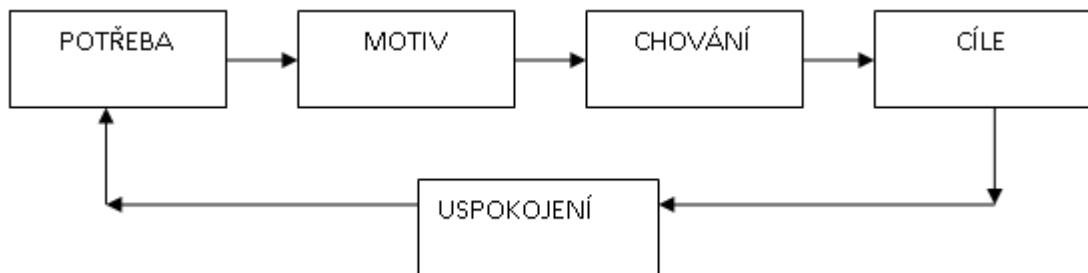 POTŘEBA
MOTIV
CHOVÁNÍ
CÍLE
USPOKOJENÍ